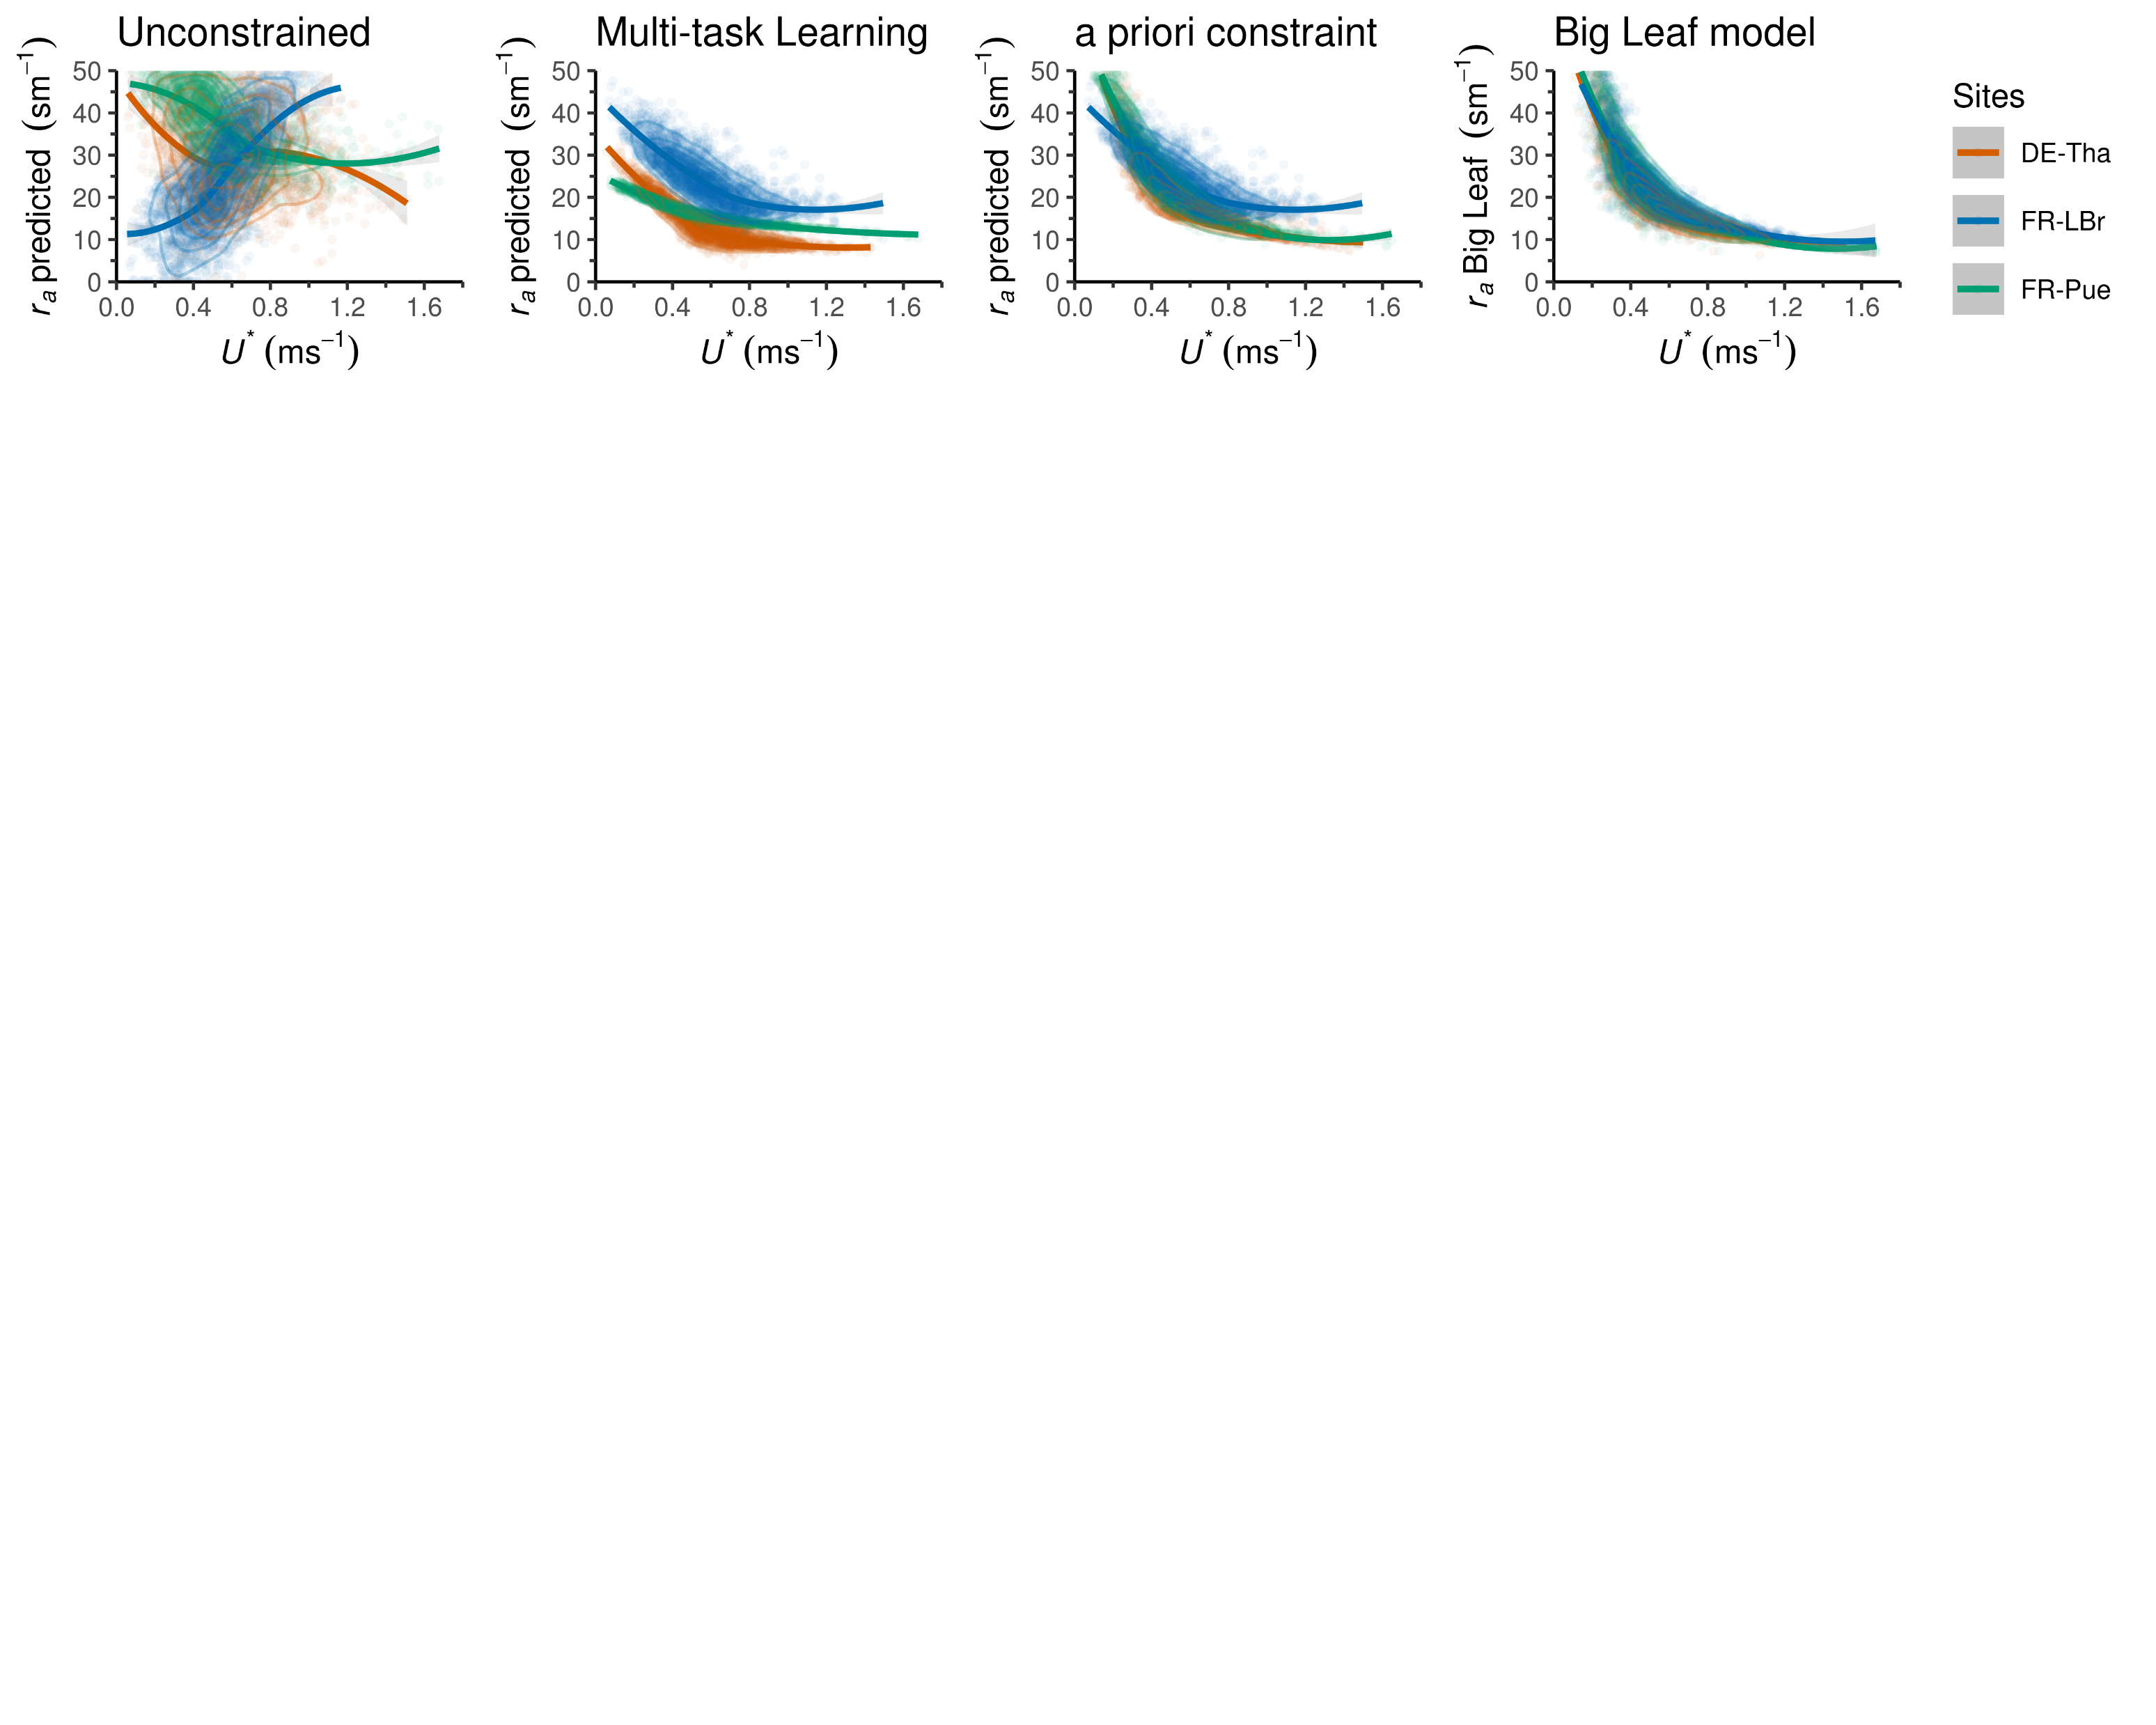 Unconstrained
Multi-task Learning
a priori constraint
Big Leaf model
rₐ predicted (sm⁻¹)
50
40
30
20
10
0
0.0 0.4 0.8 1.2 1.6
U* (ms⁻¹)
rₐ predicted (sm⁻¹)
50
40
30
20
10
0
0.0 0.4 0.8 1.2 1.6
U* (ms⁻¹)
rₐ predicted (sm⁻¹)
50
40
30
20
10
0
0.0 0.4 0.8 1.2 1.6
U* (ms⁻¹)
rₐ Big Leaf (sm⁻¹)
50
40
30
20
10
0
0.0 0.4 0.8 1.2 1.6
U* (ms⁻¹)
Sites
DE-Tha
FR-LBr
FR-Pue